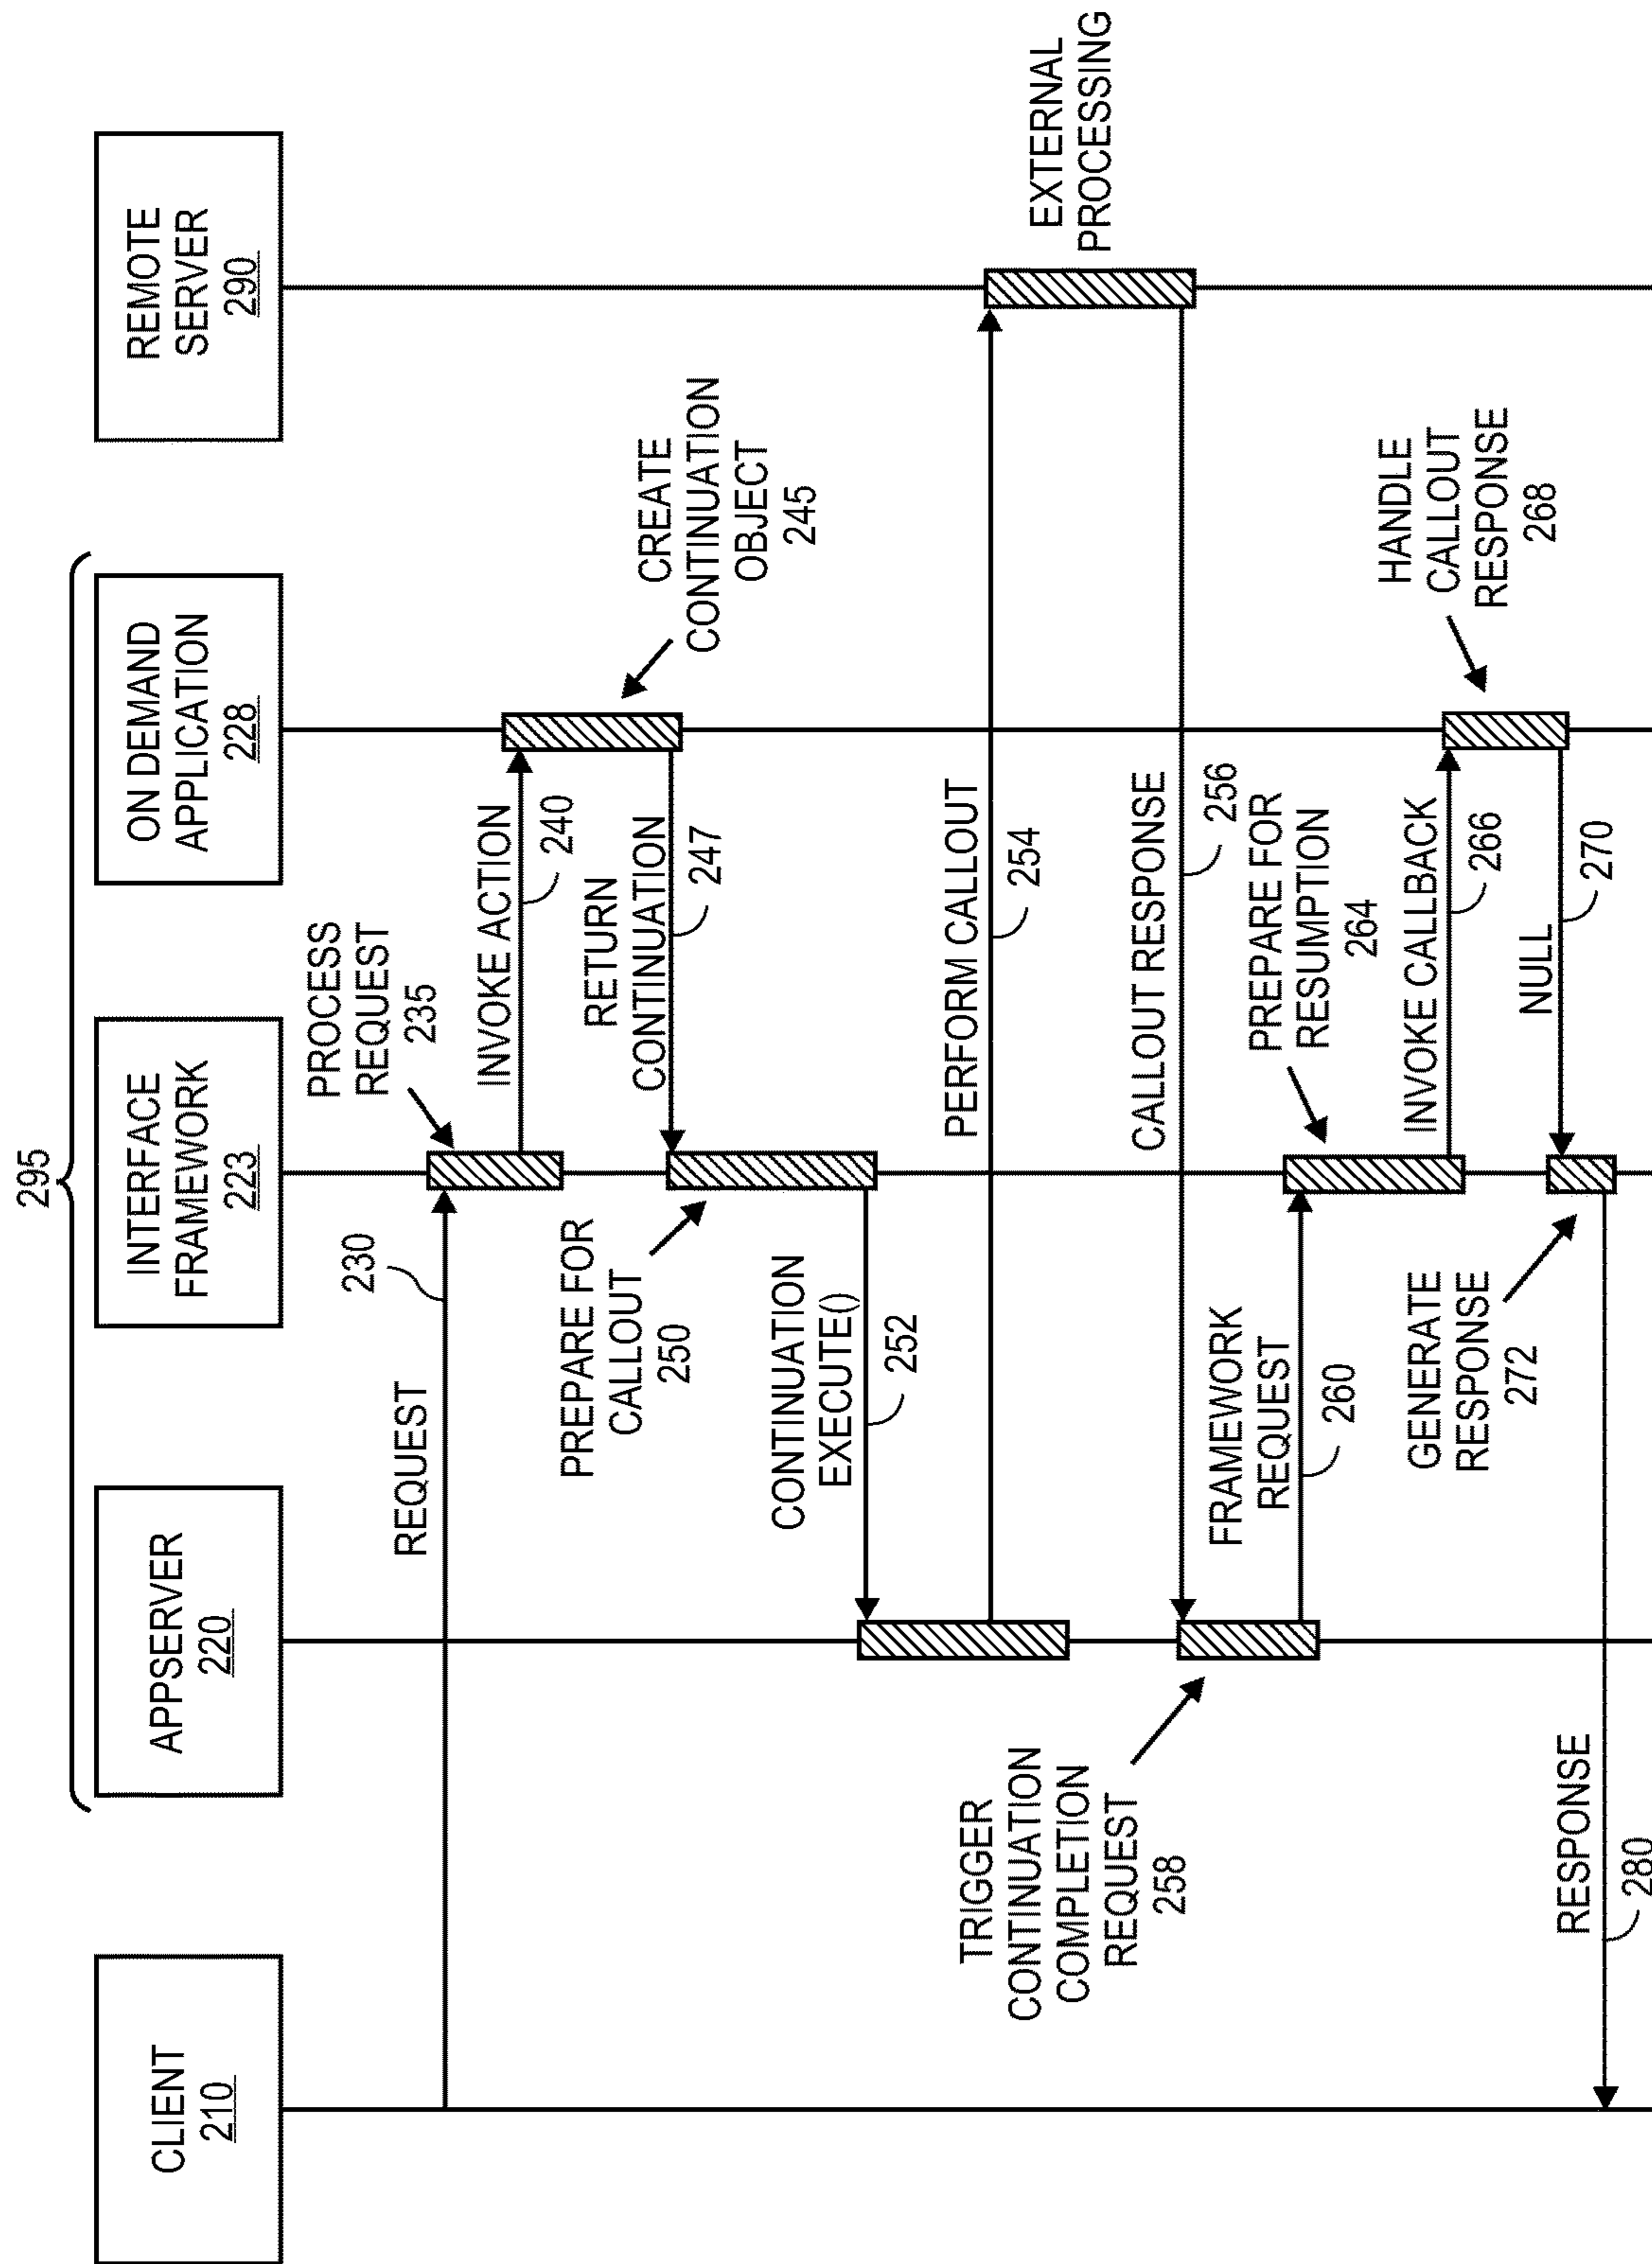 295
CLIENT
210
APPSERVER
220
INTERFACE
FRAMEWORK
223
ON DEMAND
APPLICATION
228
REMOTE
SERVER
290
REQUEST
230
PROCESS
REQUEST
235
INVOKE ACTION
240
CREATE
CONTINUATION
OBJECT
245
RETURN
CONTINUATION
247
PREPARE FOR
CALLOUT
250
CONTINUATION
EXECUTE()
252
PERFORM CALLOUT
254
EXTERNAL
PROCESSING
CALLOUT RESPONSE
256
TRIGGER
CONTINUATION
COMPLETION
REQUEST
258
FRAMEWORK
REQUEST
260
PREPARE FOR
RESUMPTION
264
INVOKE CALLBACK
266
HANDLE
CALLOUT
RESPONSE
268
NULL
270
GENERATE
RESPONSE
272
RESPONSE
280